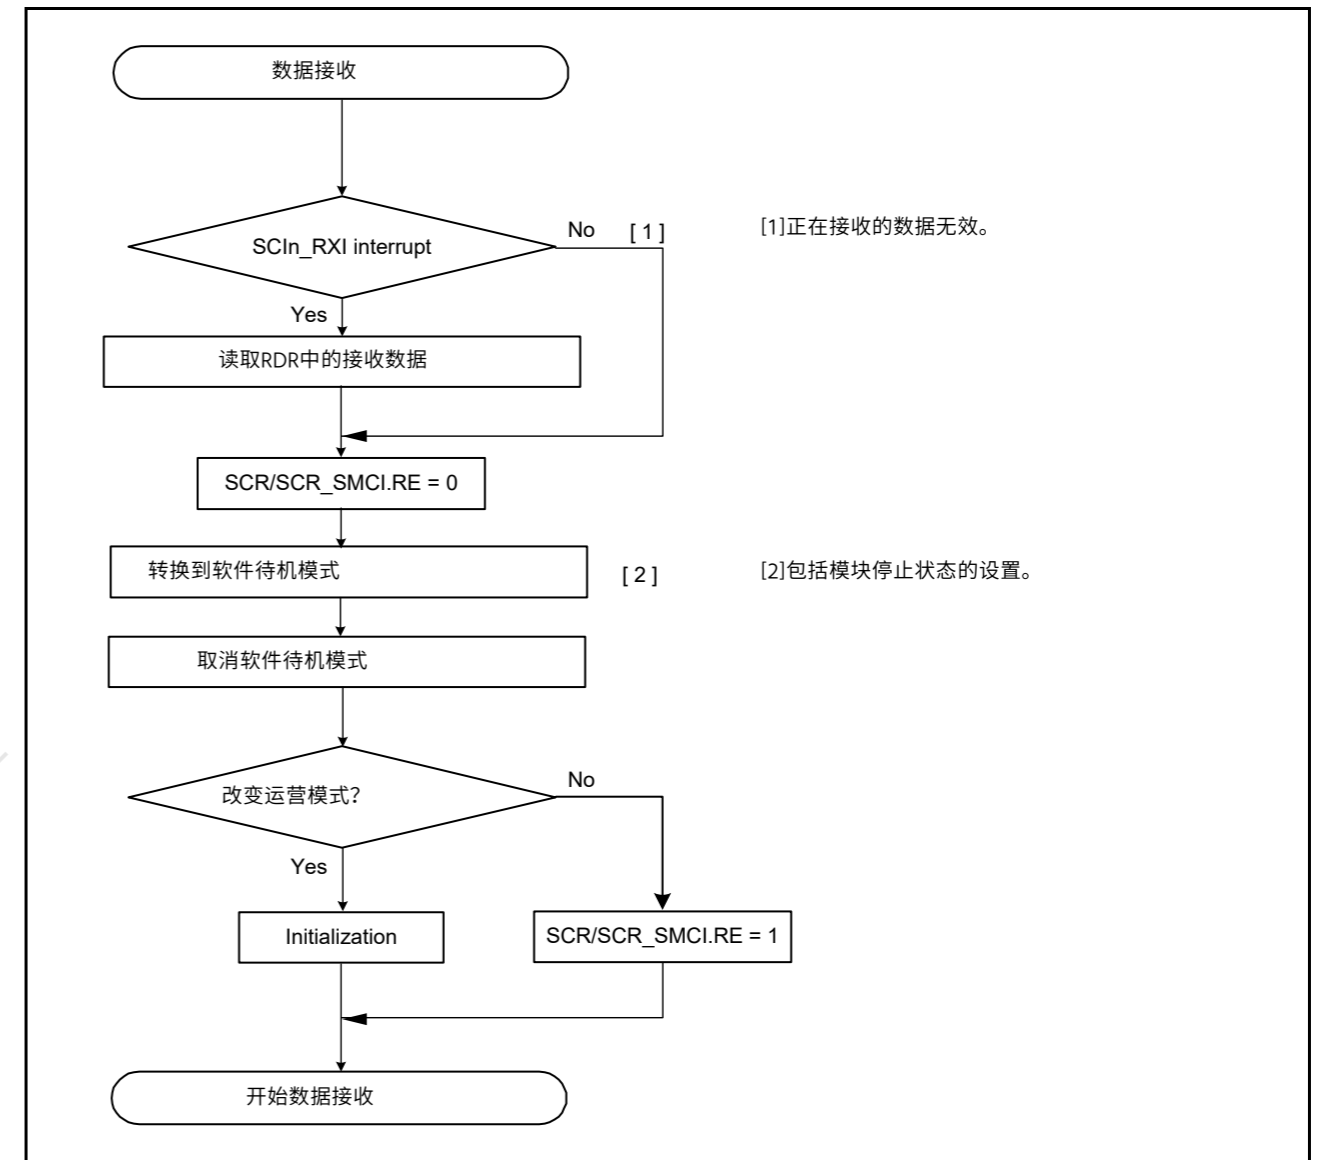 数据接收
SCIn_RXI interrupt
No
[ 1 ]
[1]正在接收的数据无效。
Yes
读取RDR中的接收数据
SCR/SCR_SMCI.RE = 0
转换到软件待机模式
[ 2 ]
[2]包括模块停止状态的设置。
取消软件待机模式
改变运营模式?
No
Yes
Initialization
SCR/SCR_SMCI.RE = 1
开始数据接收